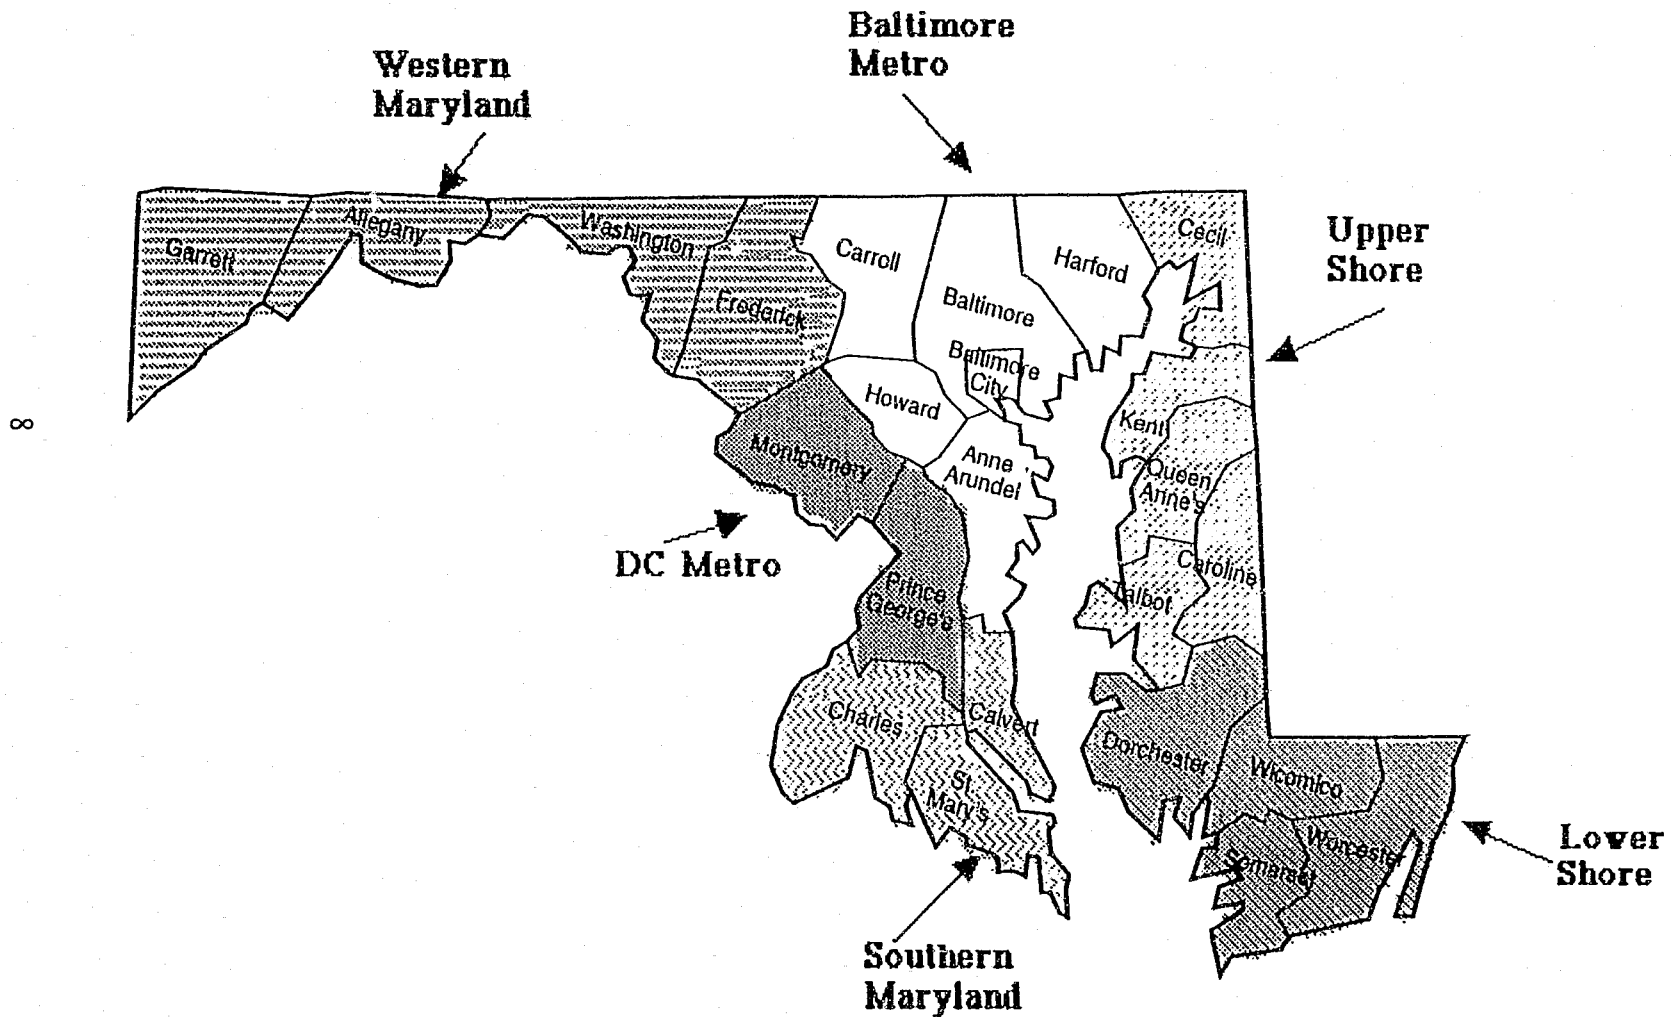 Baltimore
Metro
Western
Maryland
Upper
Shore
Garrett
Allegany
Washington
Frederick
Carroll
Baltimore
Harford
Cecil
Baltimore
City
Howard
8
Kent
Montgomery
Anne
Arundel
Queen
Anne's
DC Metro
Caroline
Talbot
Prince
George's
Charles
Calvert
St.
Mary's
Dorchester
Wicomico
Worcester
Somerset
Lower
Shore
Southern
Maryland